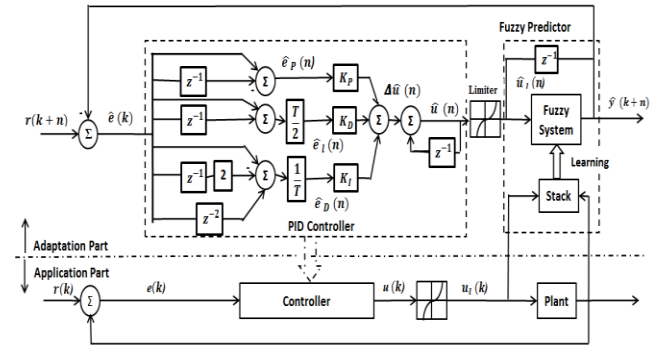 Fuzzy Predictor
z⁻¹
ê_P (n)
K_P
Δû (n)
û (n)
Limiter
û_l (n)
ŷ (k+n)
r(k+n)
ê (k)
Σ
z⁻¹
Σ
z⁻¹
Σ
T/2
K_D
Σ
Σ
Fuzzy System
ê_I (n)
z⁻¹
Learning
z⁻¹
2
Σ
1/T
K_I
Stack
ê_D (n)
z⁻²
PID Controller
Adaptation Part
Application Part
r(k)
Σ
e(k)
Controller
u (k)
u_l (k)
Plant